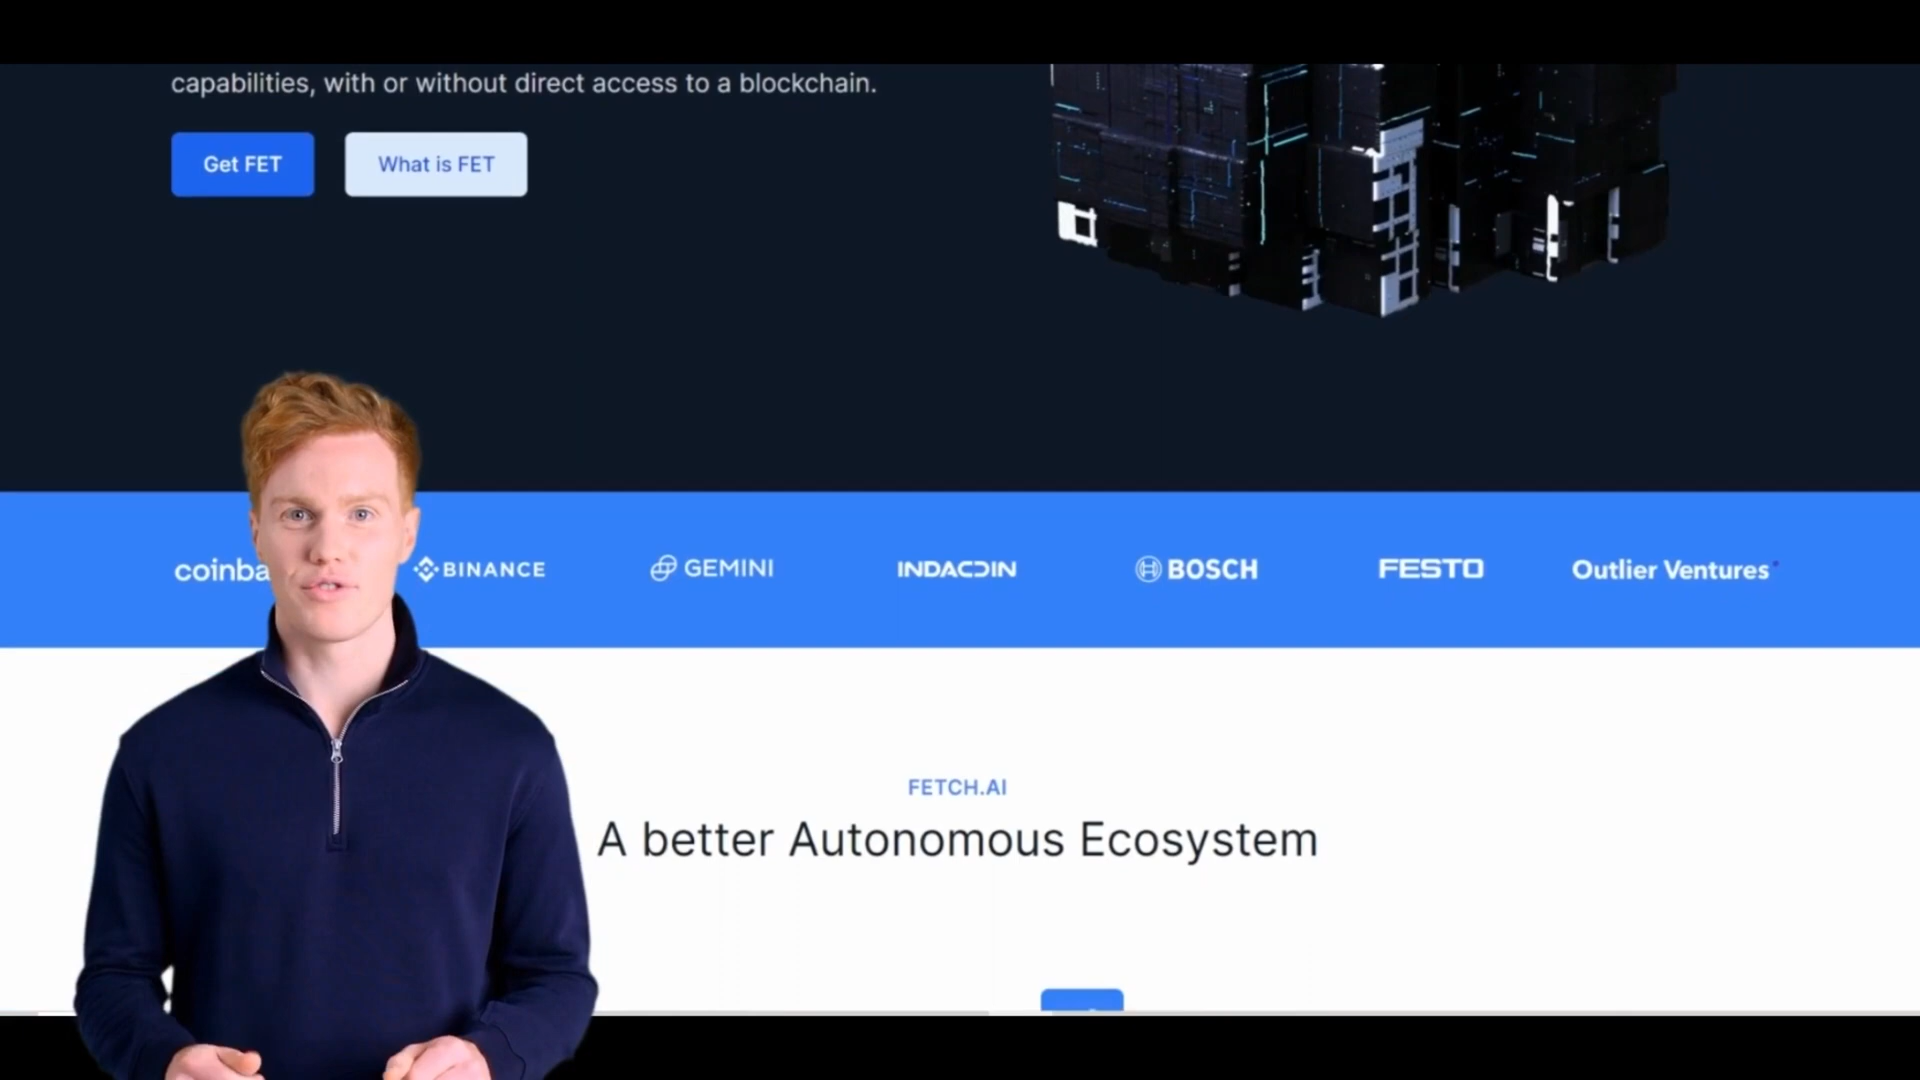 capabilities, with or without direct access to a blockchain.
Get FET
What is FET
coinba
BINANCE
GEMINI
INDACOIN
BOSCH
FESTO
Outlier Ventures
FETCH.AI
A better Autonomous Ecosystem